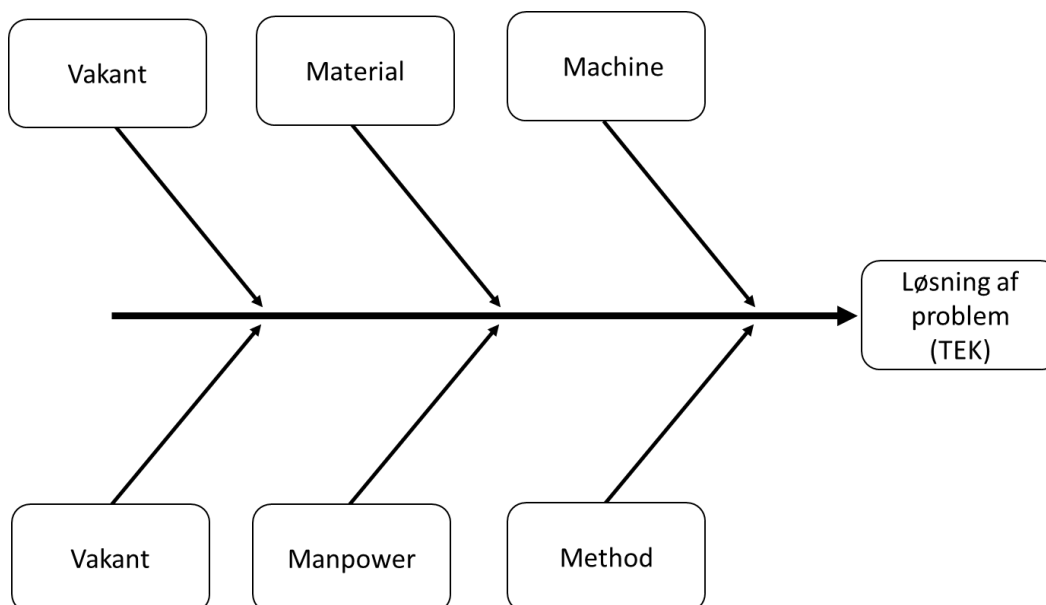 Vakant
Material
Machine
Løsning af
problem
(TEK)
Vakant
Manpower
Method